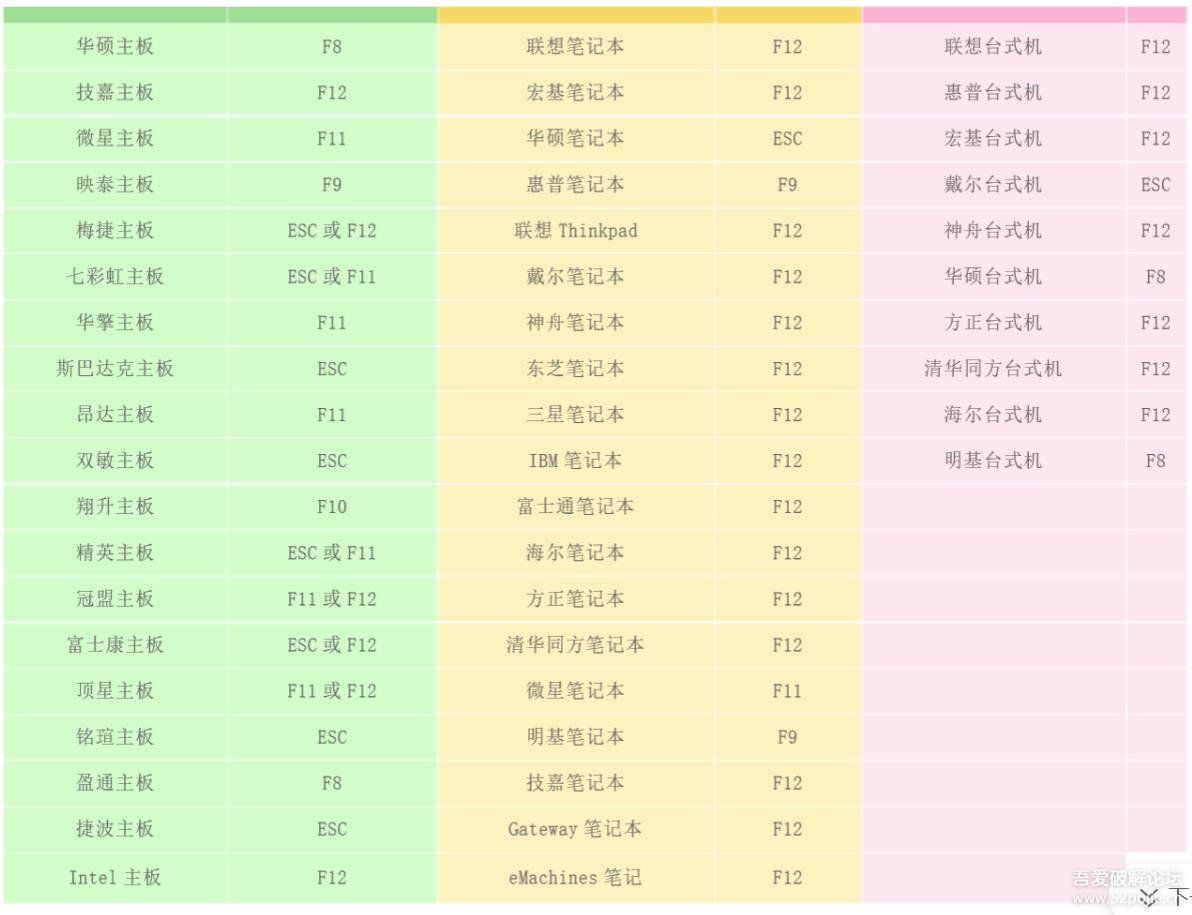 华硕主板 F8 联想笔记本 F12 联想台式机 F12
技嘉主板 F12 宏基笔记本 F12 惠普台式机 F12
微星主板 F11 华硕笔记本 ESC 宏基台式机 F12
映泰主板 F9 惠普笔记本 F9 戴尔台式机 ESC
梅捷主板 ESC 或 F12 联想 Thinkpad F12 神舟台式机 F12
七彩虹主板 ESC 或 F11 戴尔笔记本 F12 华硕台式机 F8
华擎主板 F11 神舟笔记本 F12 方正台式机 F12
斯巴达克主板 ESC 东芝笔记本 F12 清华同方台式机 F12
昂达主板 F11 三星笔记本 F12 海尔台式机 F12
双敏主板 ESC IBM 笔记本 F12 明基台式机 F8
翔升主板 F10 富士通笔记本 F12
精英主板 ESC 或 F11 海尔笔记本 F12
冠盟主板 F11 或 F12 方正笔记本 F12
富士康主板 ESC 或 F12 清华同方笔记本 F12
顶星主板 F11 或 F12 微星笔记本 F11
铭瑄主板 ESC 明基笔记本 F9
盈通主板 F8 技嘉笔记本 F12
捷波主板 ESC Gateway 笔记本 F12
Intel 主板 F12 eMachines 笔记 F12
吾爱破解论坛
下